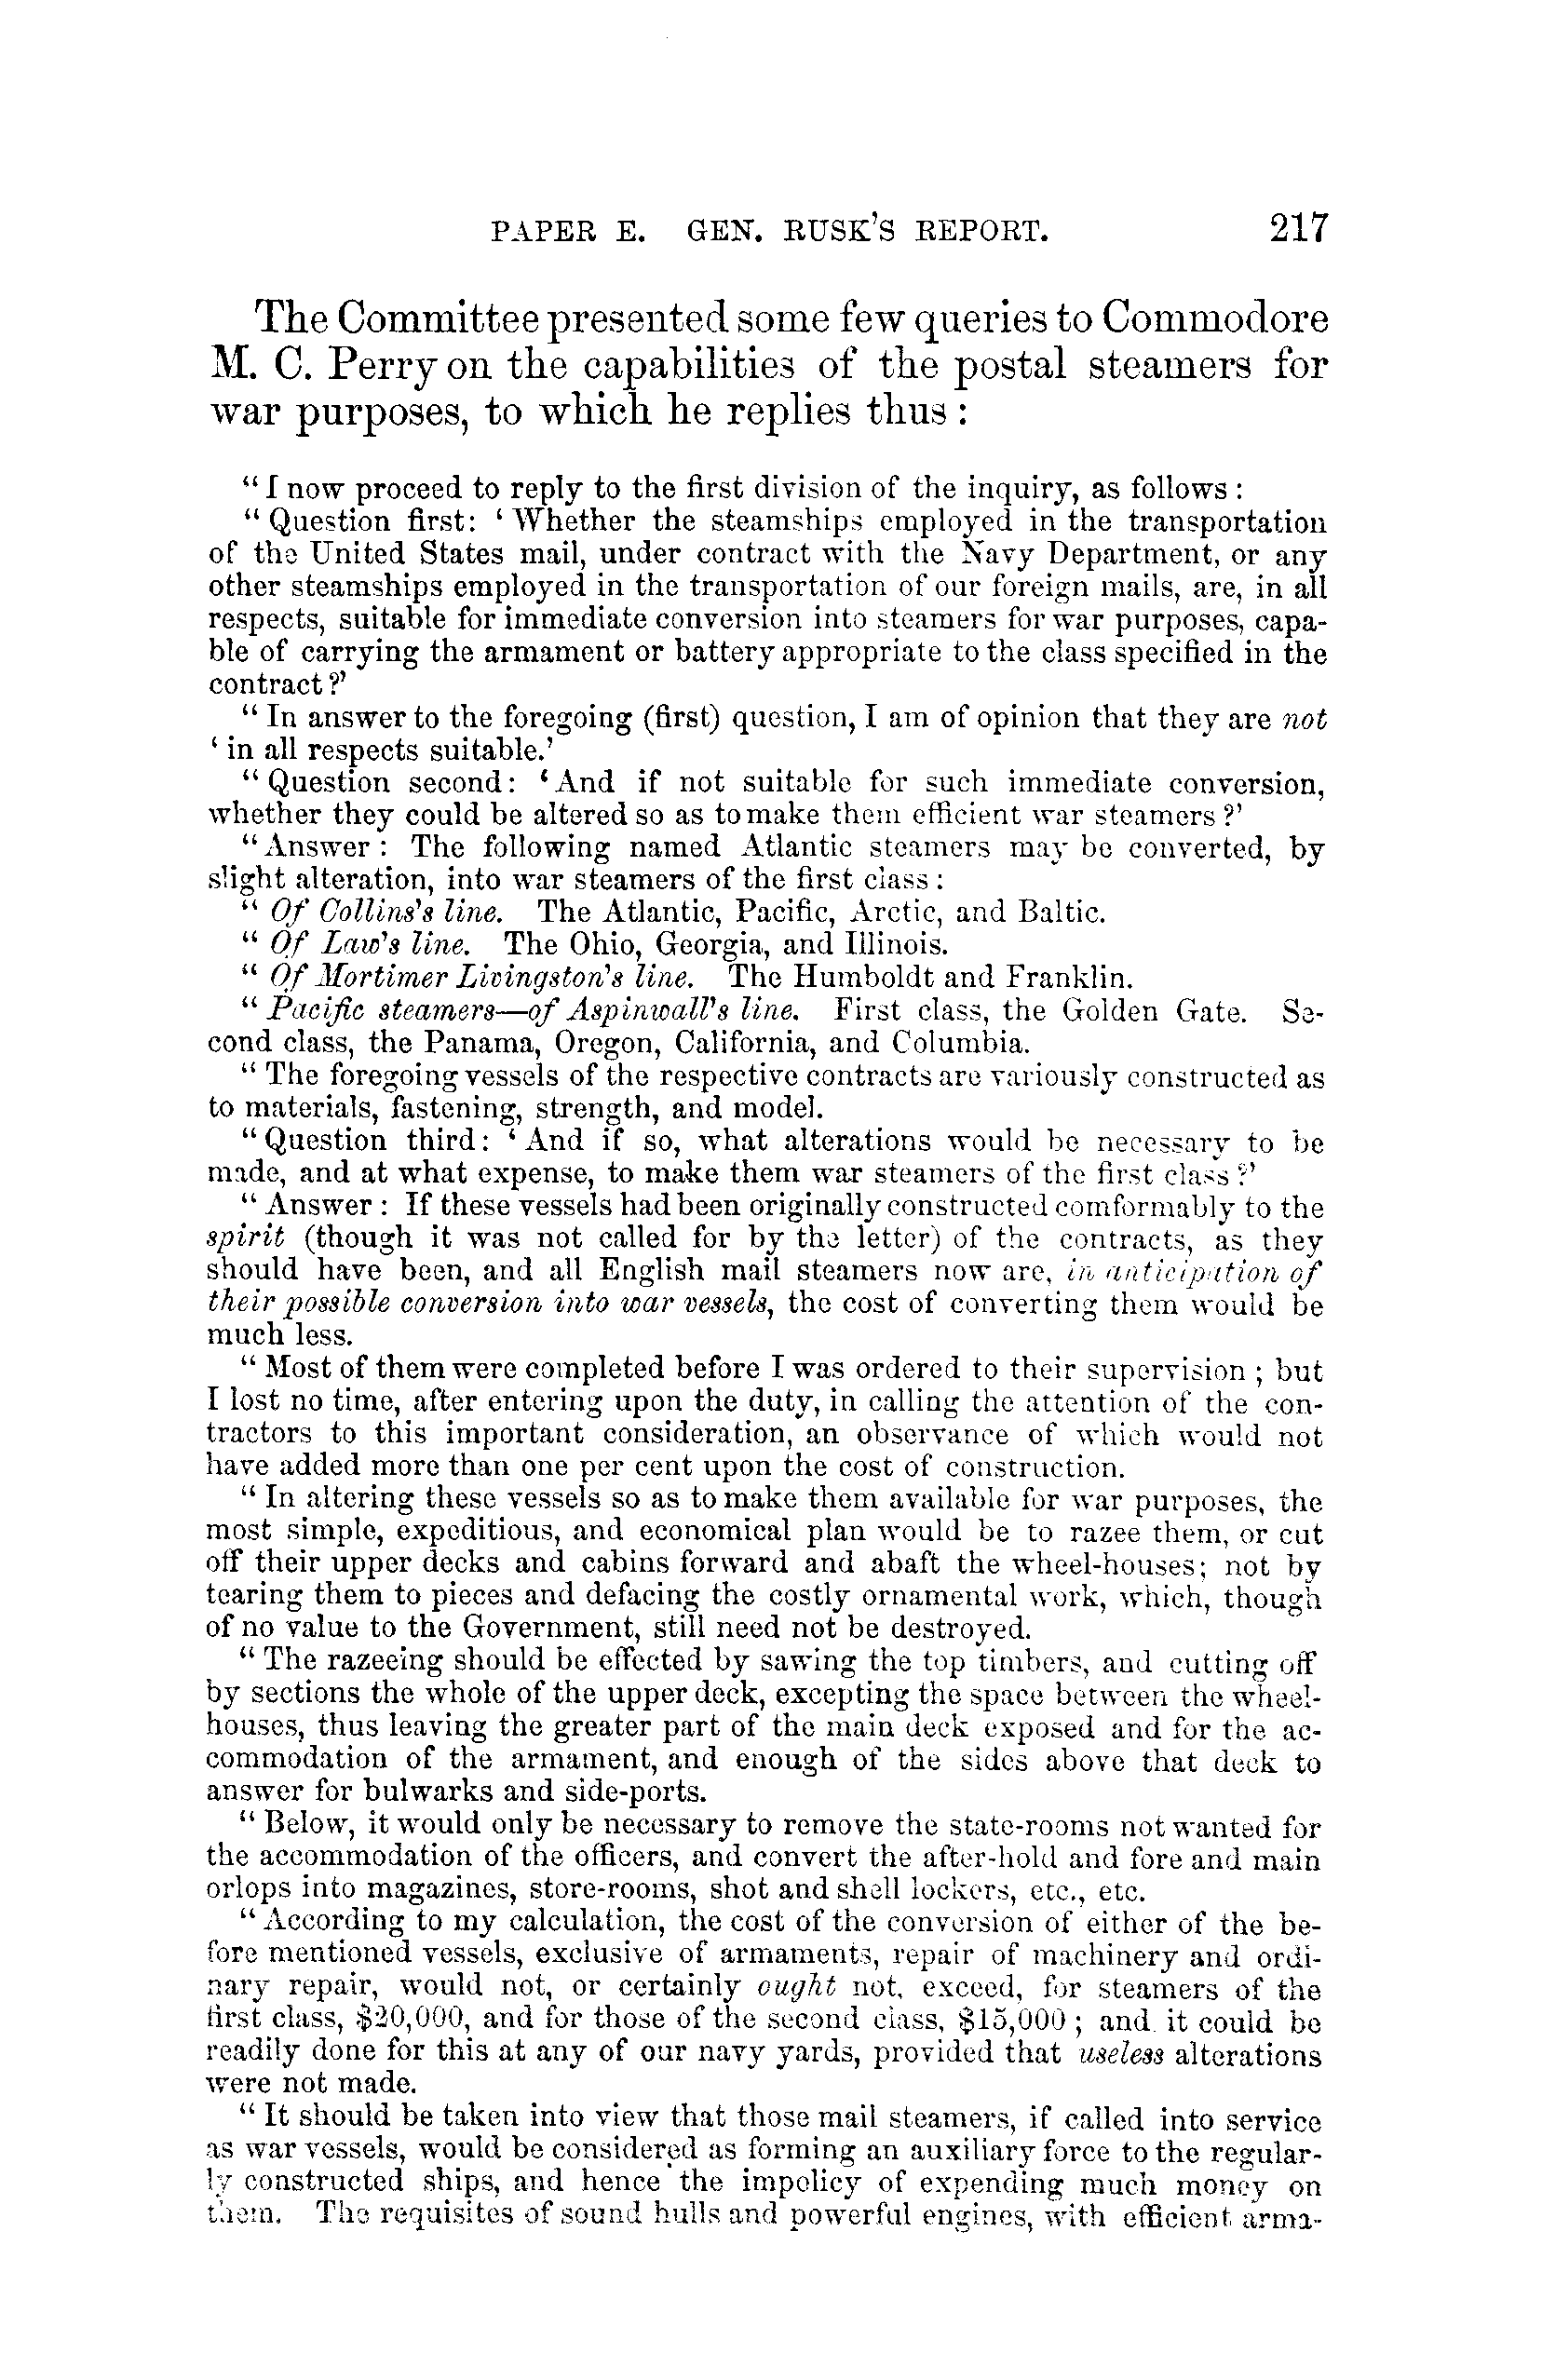 PAPER E. GEN. RUSK'S REPORT. 217
The Committee presented some few queries to Commodore
M. C. Perry on the capabilities of the postal steamers for
war purposes, to which he replies thus :
" I now proceed to reply to the first division of the inquiry, as follows :
" Question first: ' Whether the steamships employed in the transportation
of the United States mail, under contract with the Navy Department, or any
other steamships employed in the transportation of our foreign mails, are, in all
respects, suitable for immediate conversion into steamers for war purposes, capa-
ble of carrying the armament or battery appropriate to the class specified in the
contract ?'
" In answer to the foregoing (first) question, I am of opinion that they are not
' in all respects suitable.'
" Question second: ' And if not suitable for such immediate conversion,
whether they could be altered so as to make them efficient war steamers ?'
" Answer : The following named Atlantic steamers may be converted, by
slight alteration, into war steamers of the first class :
" Of Collins's line. The Atlantic, Pacific, Arctic, and Baltic.
" Of Law's line. The Ohio, Georgia, and Illinois.
" Of Mortimer Livingston's line. The Humboldt and Franklin.
" Pacific steamers—of Aspinwall's line. First class, the Golden Gate. Se-
cond class, the Panama, Oregon, California, and Columbia.
" The foregoing vessels of the respective contracts are variously constructed as
to materials, fastening, strength, and model.
" Question third: ' And if so, what alterations would be necessary to be
made, and at what expense, to make them war steamers of the first class ?'
" Answer : If these vessels had been originally constructed comformably to the
spirit (though it was not called for by the letter) of the contracts, as they
should have been, and all English mail steamers now are, in anticipation of
their possible conversion into war vessels, the cost of converting them would be
much less.
" Most of them were completed before I was ordered to their supervision ; but
I lost no time, after entering upon the duty, in calling the attention of the con-
tractors to this important consideration, an observance of which would not
have added more than one per cent upon the cost of construction.
" In altering these vessels so as to make them available for war purposes, the
most simple, expeditious, and economical plan would be to razee them, or cut
off their upper decks and cabins forward and abaft the wheel-houses; not by
tearing them to pieces and defacing the costly ornamental work, which, though
of no value to the Government, still need not be destroyed.
" The razeeing should be effected by sawing the top timbers, and cutting off
by sections the whole of the upper deck, excepting the space between the wheel-
houses, thus leaving the greater part of the main deck exposed and for the ac-
commodation of the armament, and enough of the sides above that deck to
answer for bulwarks and side-ports.
" Below, it would only be necessary to remove the state-rooms not wanted for
the accommodation of the officers, and convert the after-hold and fore and main
orlops into magazines, store-rooms, shot and shell lockers, etc., etc.
" According to my calculation, the cost of the conversion of either of the be-
fore mentioned vessels, exclusive of armaments, repair of machinery and ordi-
nary repair, would not, or certainly ought not, exceed, for steamers of the
first class, $20,000, and for those of the second class, $15,000 ; and it could be
readily done for this at any of our navy yards, provided that useless alterations
were not made.
" It should be taken into view that those mail steamers, if called into service
as war vessels, would be considered as forming an auxiliary force to the regular-
ly constructed ships, and hence the impolicy of expending much money on
them. The requisites of sound hulls and powerful engines, with efficient arma-